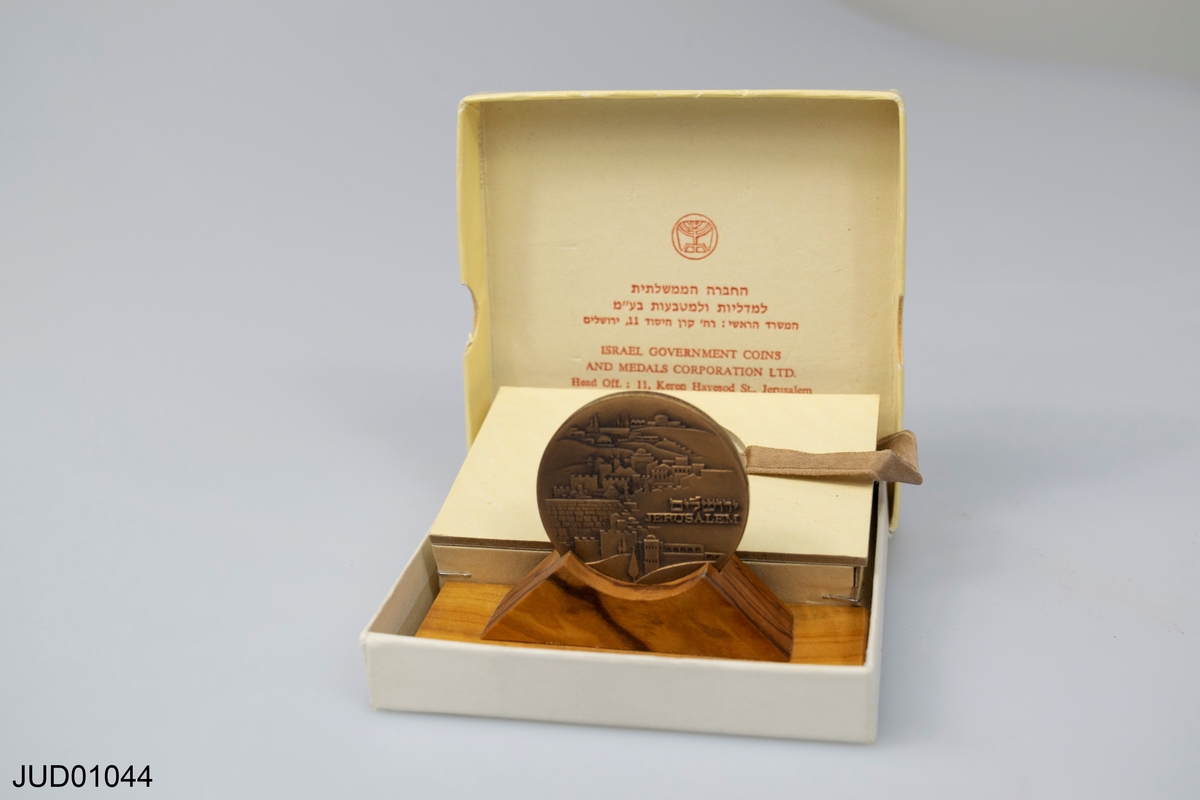 החברה הממשלתית
למדליות ולמטבעות בע״מ
המשרד הראשי: רח׳ קרן היסוד 11, ירושלים
ISRAEL GOVERNMENT COINS
AND MEDALS CORPORATION LTD.
Head Off. : 11, Keren Hayesod St., Jerusalem
ירושלים
JERUSALEM
JUD01044